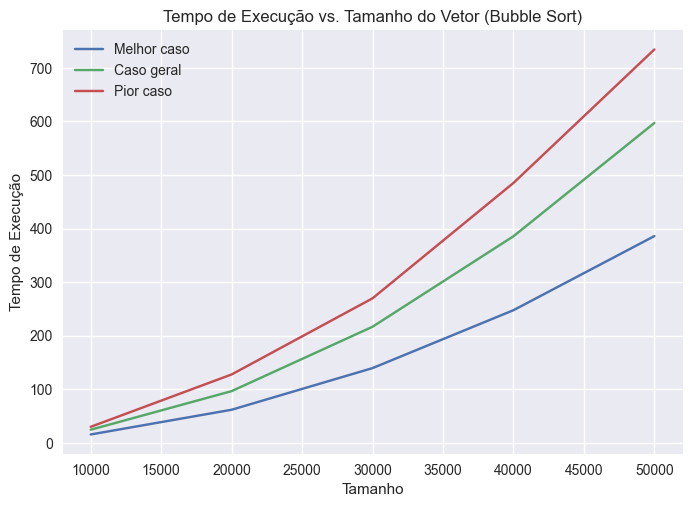 Tempo de Execução vs. Tamanho do Vetor (Bubble Sort)
Melhor caso
Caso geral
Pior caso
Tempo de Execução
700
600
500
400
300
200
100
0
10000 15000 20000 25000 30000 35000 40000 45000 50000
Tamanho